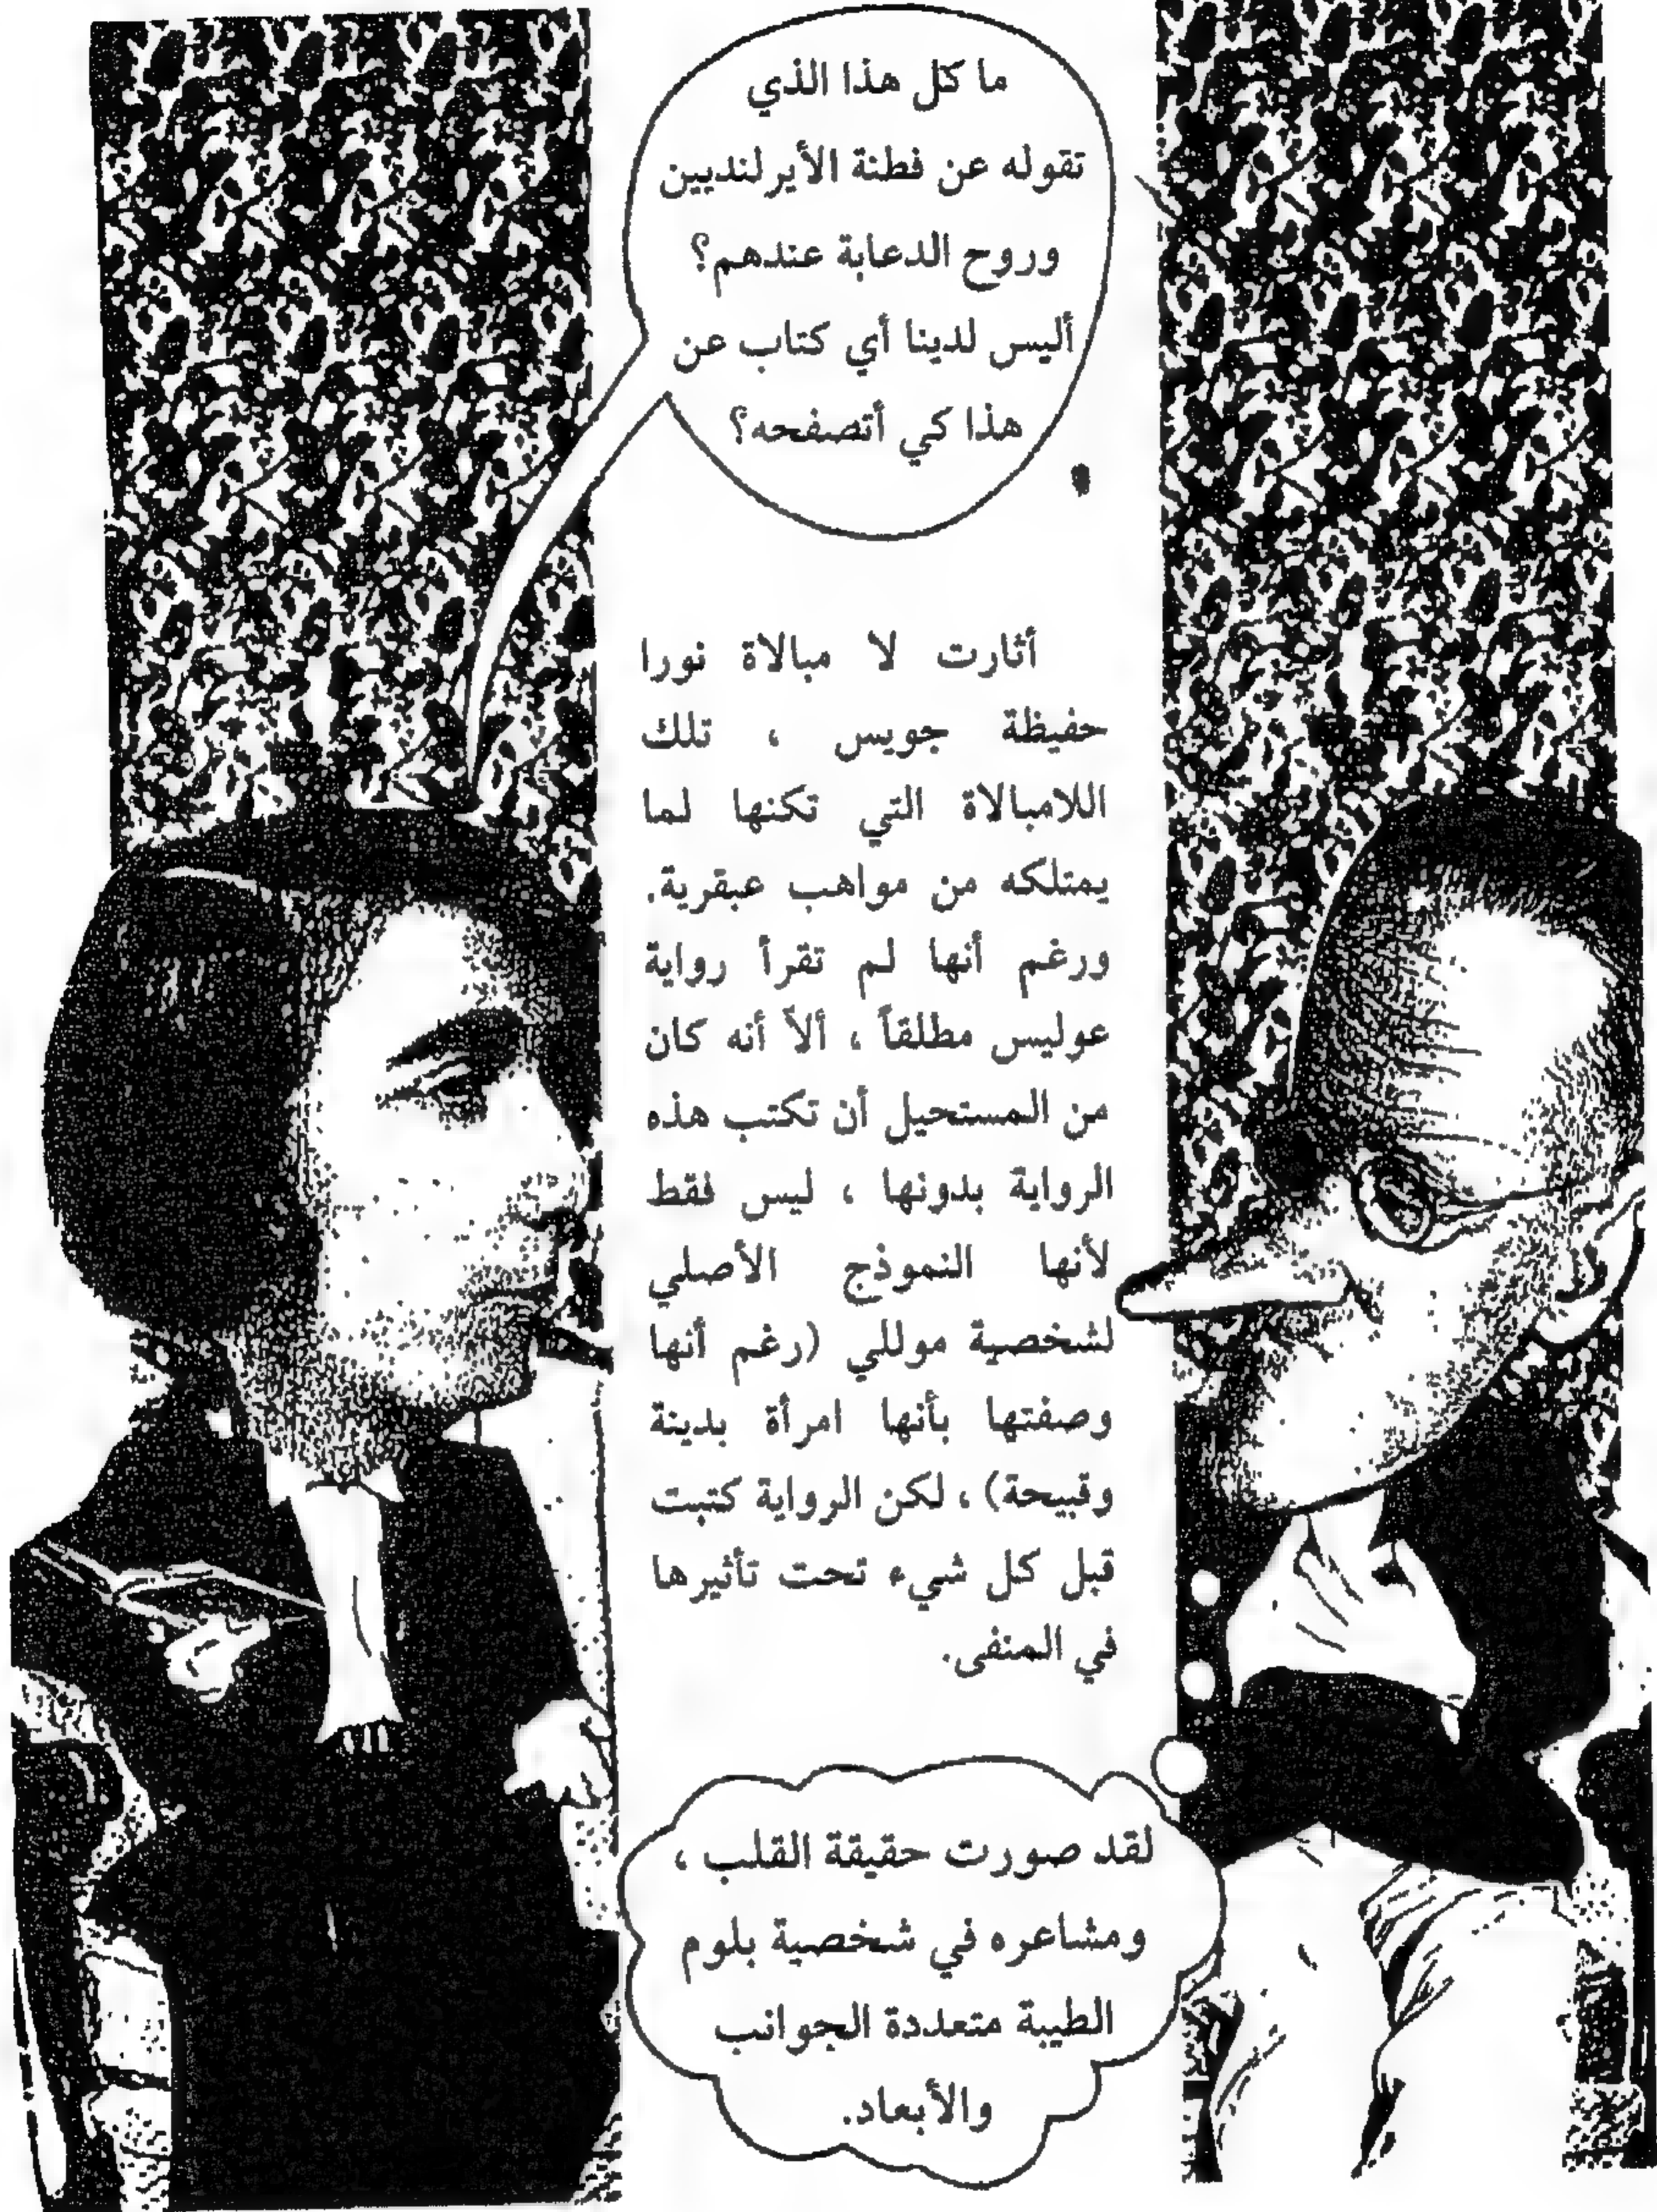 ما كل هذا الذي
تقوله عن فطنة الأيرلنديين
وروح الدعابة عندهم؟
أليس لدينا أي كتاب عن
هذا كي أتصفحه؟
أثارت لا مبالاة نورا
حفيظة جويس ، تلك
اللامبالاة التي تكنها لما
يمتلكه من مواهب عبقرية.
ورغم أنها لم تقرأ رواية
عوليس مطلقاً ، ألاّ أنه كان
من المستحيل أن تكتب هذه
الرواية بدونها ، ليس فقط
لأنها النموذج الأصلي
لشخصية موللي (رغم أنها
وصفتها بأنها امرأة بدينة
وقبيحة) ، لكن الرواية كتبت
قبل كل شيء تحت تأثيرها
في المنفى.
لقد صورت حقيقة القلب ،
ومشاعره في شخصية بلوم
الطيبة متعددة الجوانب
والأبعاد.